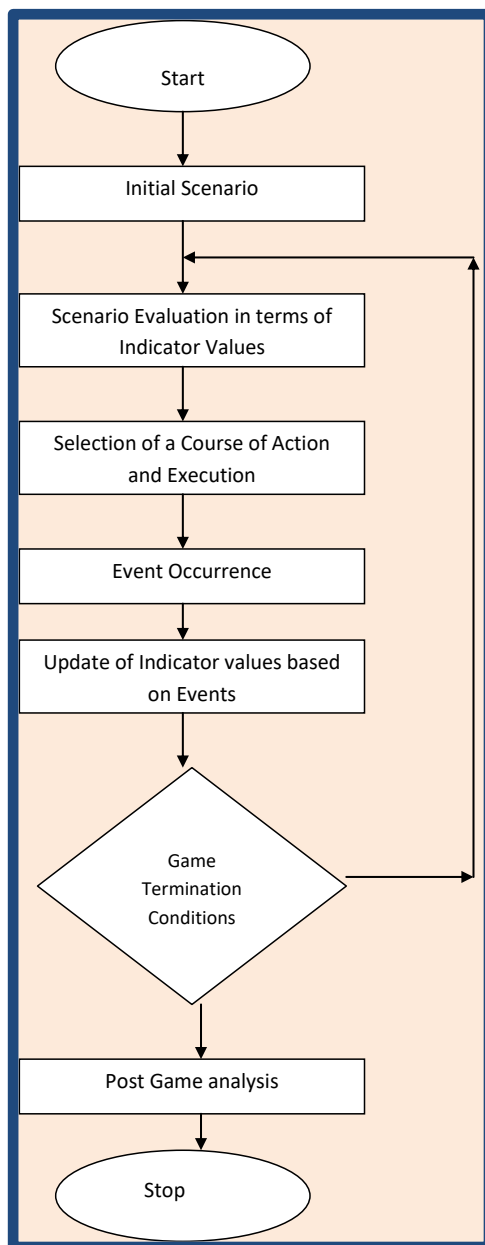 Start
Initial Scenario
Scenario Evaluation in terms of
Indicator Values
Selection of a Course of Action
and Execution
Event Occurrence
Update of Indicator values based
on Events
Game
Termination
Conditions
Post Game analysis
Stop